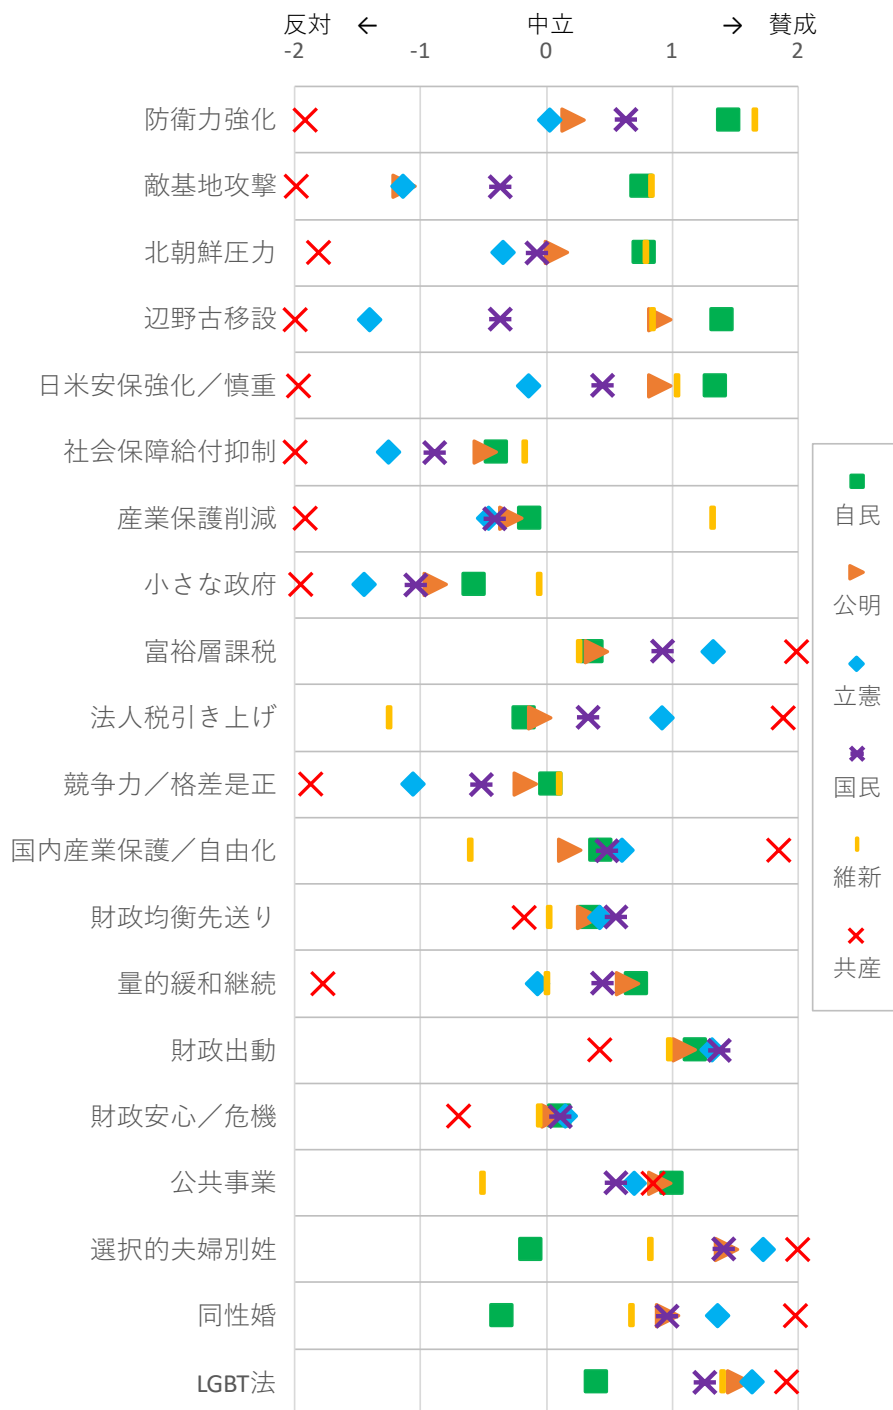 反対 ← 中立 → 賛成
-2 -1 0 1 2
防衛力強化
敵基地攻撃
北朝鮮圧力
辺野古移設
日米安保強化／慎重
社会保障給付抑制
産業保護削減
小さな政府
富裕層課税
法人税引き上げ
競争力／格差是正
国内産業保護／自由化
財政均衡先送り
量的緩和継続
財政出動
財政安心／危機
公共事業
選択的夫婦別姓
同性婚
LGBT法
自民
公明
立憲
国民
維新
共産